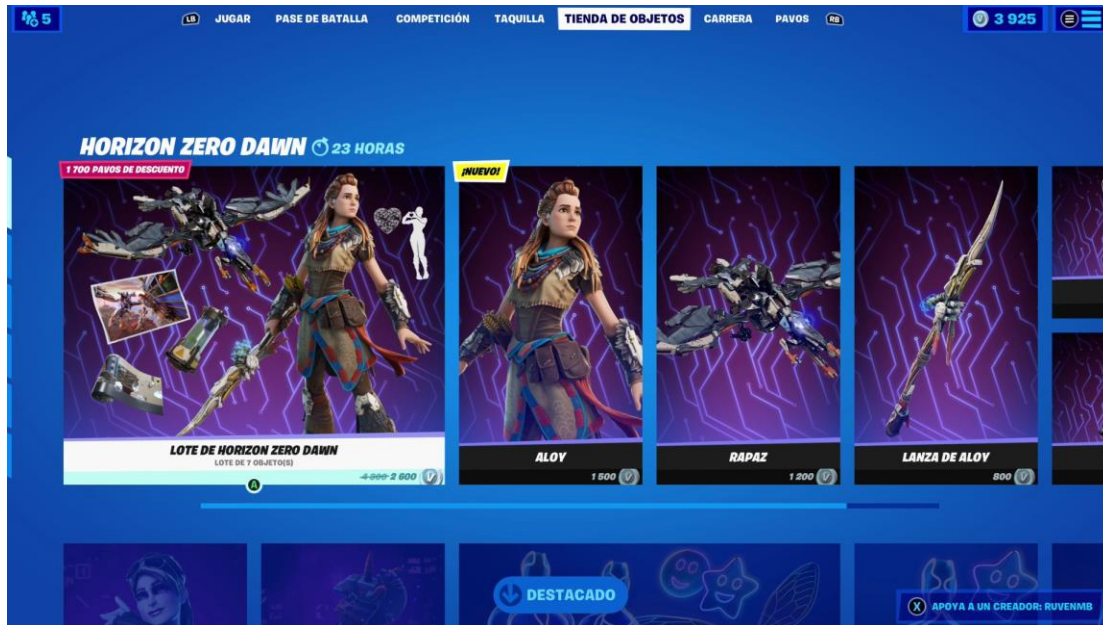 5
LB JUGAR PASE DE BATALLA COMPETICIÓN TAQUILLA TIENDA DE OBJETOS CARRERA PAVOS RB
3 925
HORIZON ZERO DAWN 23 HORAS
1 700 PAVOS DE DESCUENTO
¡NUEVO!
LOTE DE HORIZON ZERO DAWN
LOTE DE 7 OBJETO(S)
4 300 2 600
A
ALOY
1 500
RAPAZ
1 200
LANZA DE ALOY
800
DESTACADO
X APOYA A UN CREADOR: RUVENMB